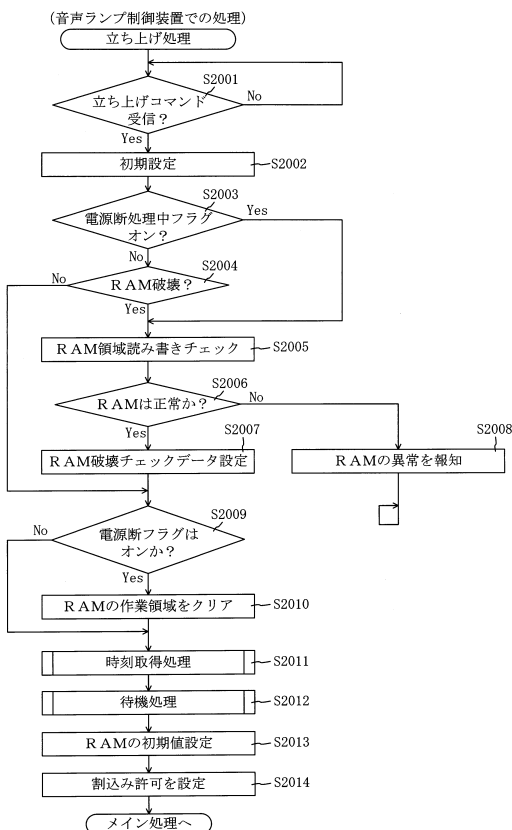 (音声ランプ制御装置での処理)
立ち上げ処理
S2001
立ち上げコマンド
受信?
No
Yes
初期設定
S2002
S2003
電源断処理中フラグ
オン?
Yes
No
S2004
No
RAM破壊?
Yes
RAM領域読み書きチェック
S2005
S2006
RAMは正常か?
No
Yes
S2007
S2008
RAM破壊チェックデータ設定
RAMの異常を報知
S2009
No
電源断フラグは
オンか?
Yes
RAMの作業領域をクリア
S2010
時刻取得処理
S2011
待機処理
S2012
RAMの初期値設定
S2013
割込み許可を設定
S2014
メイン処理へ